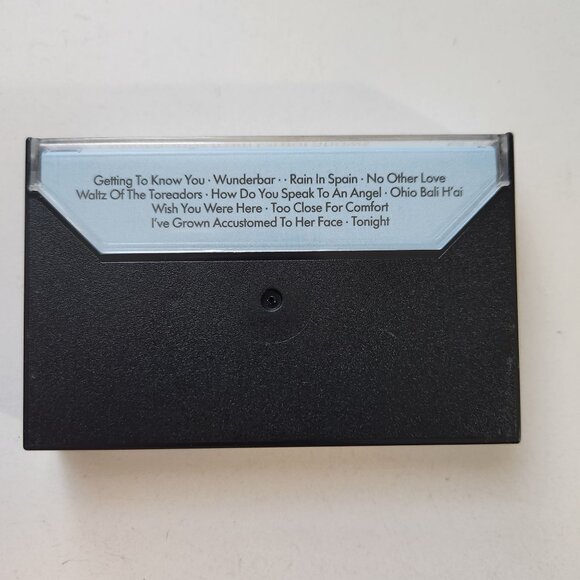 Getting To Know You · Wunderbar · · Rain In Spain · No Other Love
Waltz Of The Toreadors · How Do You Speak To An Angel · Ohio Bali H'ai
Wish You Were Here · Too Close For Comfort
I've Grown Accustomed To Her Face · Tonight